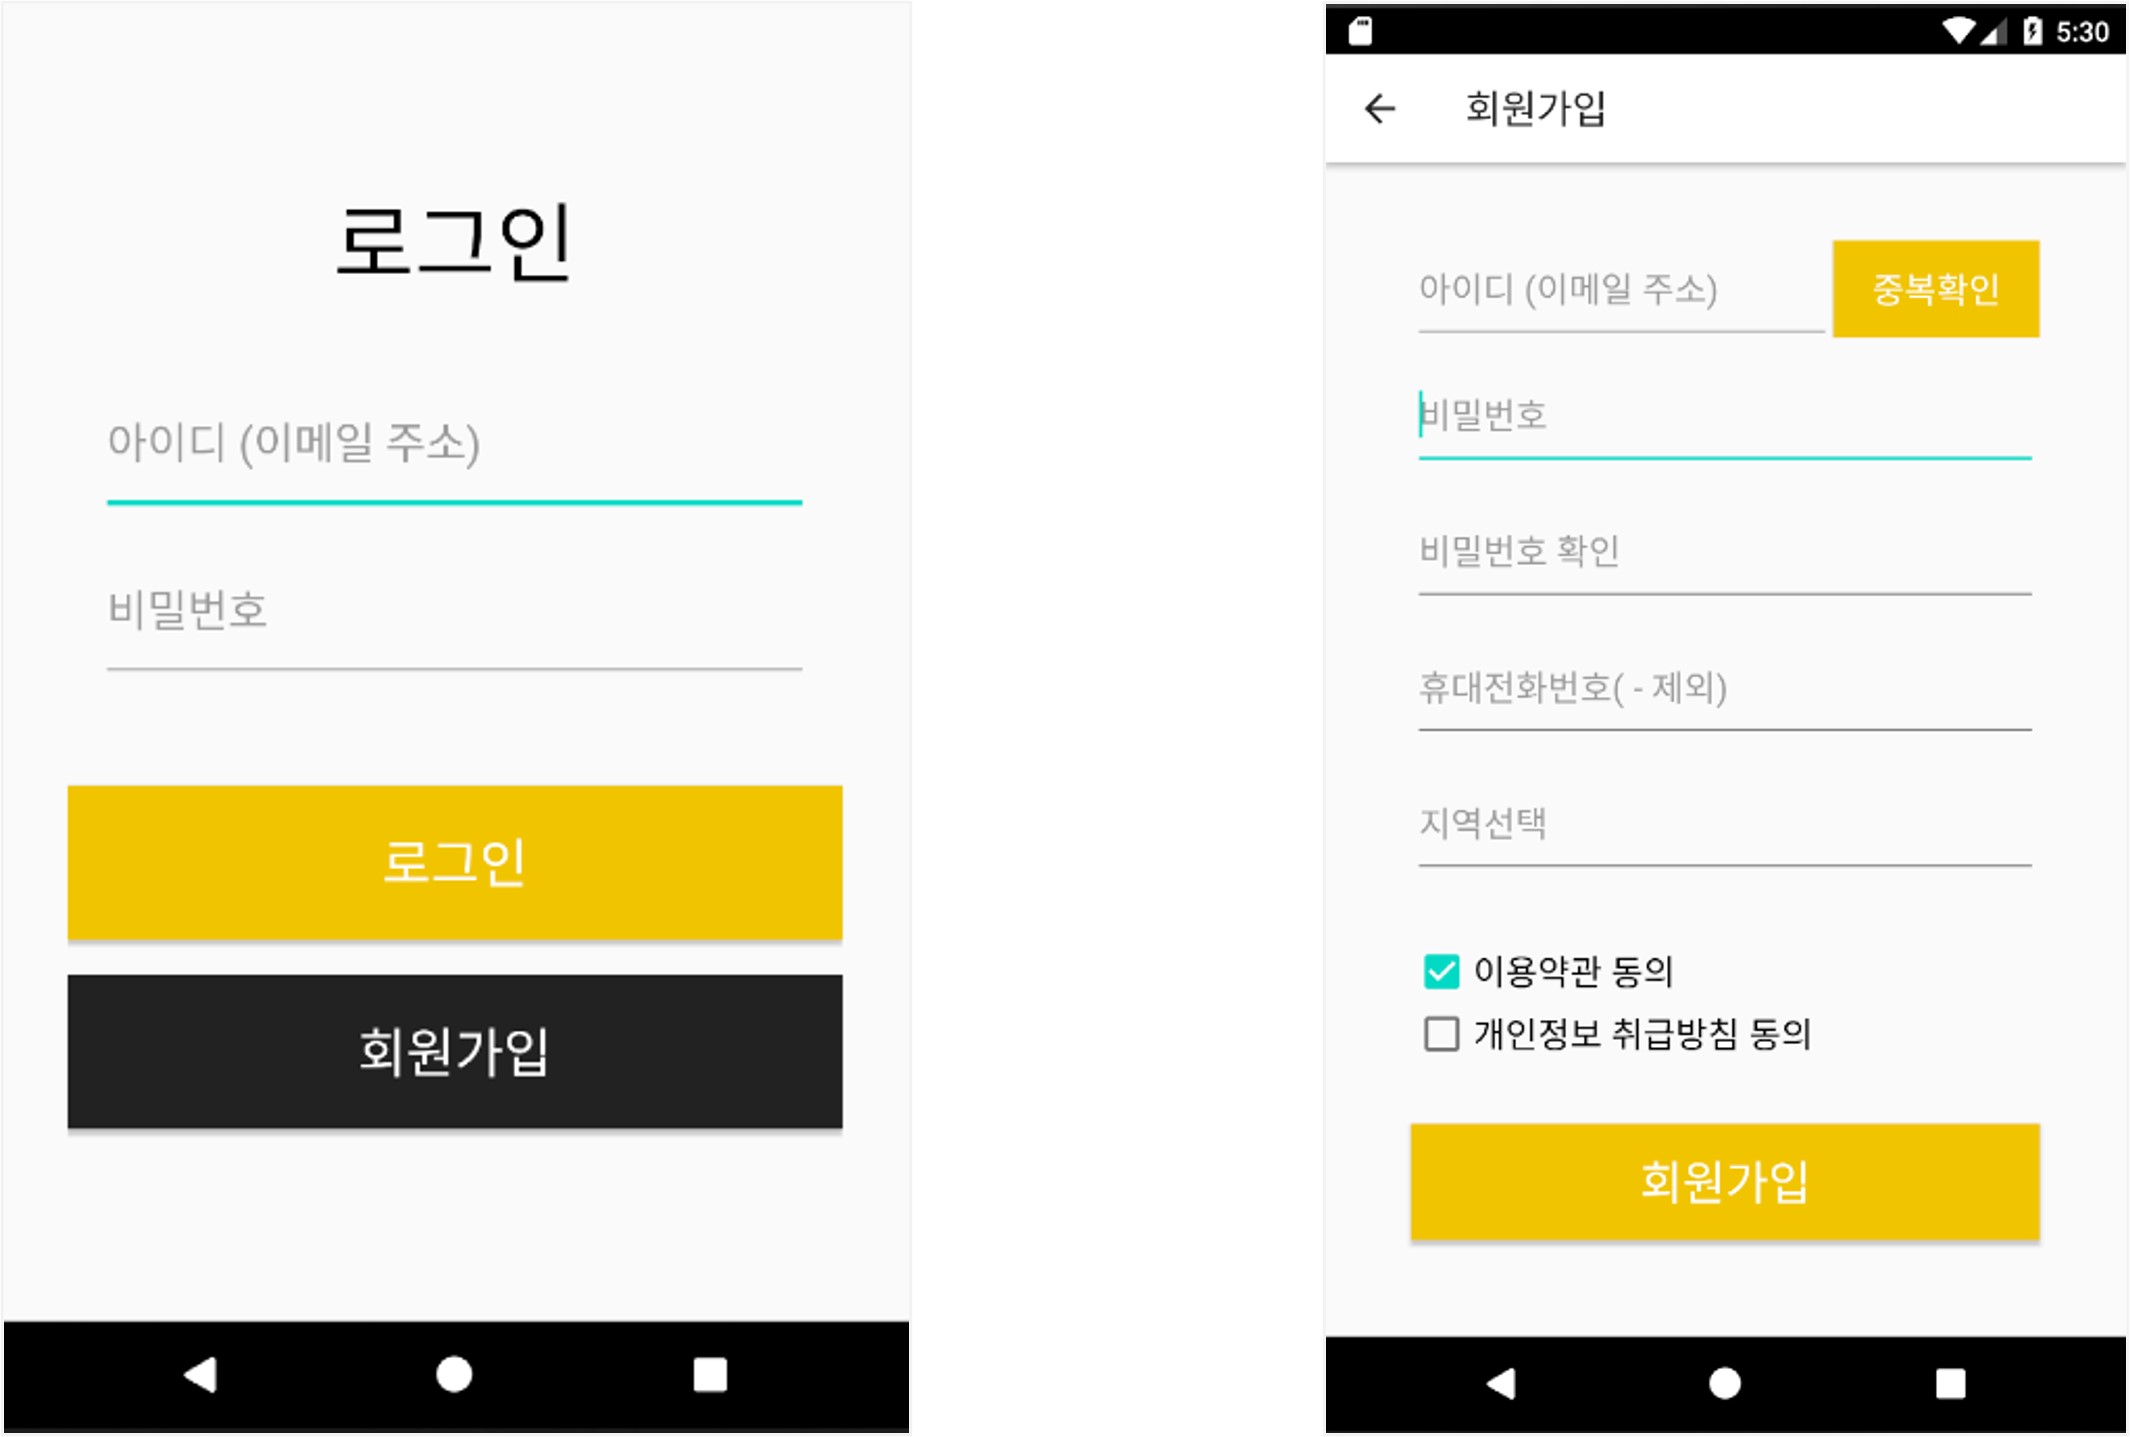 로그인
아이디 (이메일 주소)
비밀번호
로그인
회원가입
5:30
회원가입
아이디 (이메일 주소)
중복확인
비밀번호
비밀번호 확인
휴대전화번호( - 제외)
지역선택
이용약관 동의
개인정보 취급방침 동의
회원가입